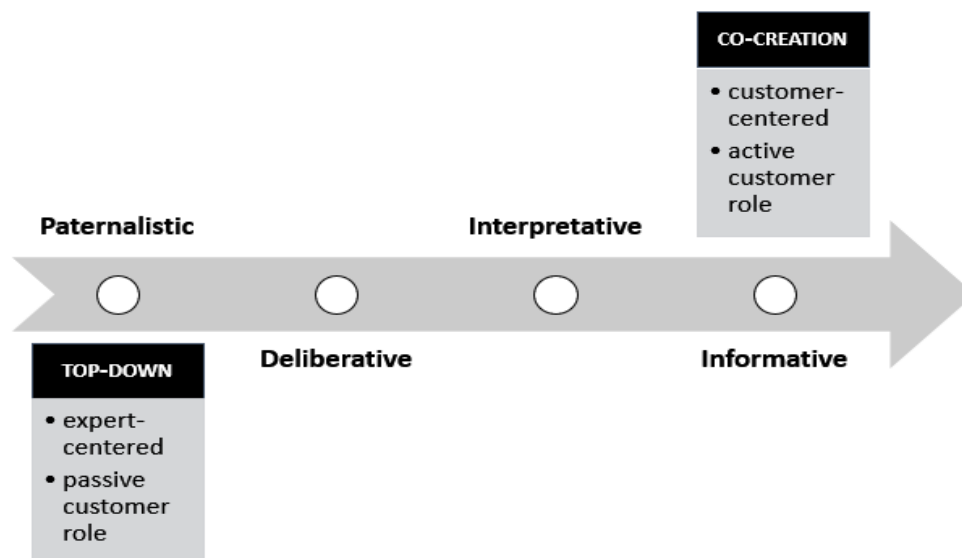 CO-CREATION
• customer-
centered
• active
customer
role
Paternalistic
Interpretative
Deliberative
Informative
TOP-DOWN
• expert-
centered
• passive
customer
role